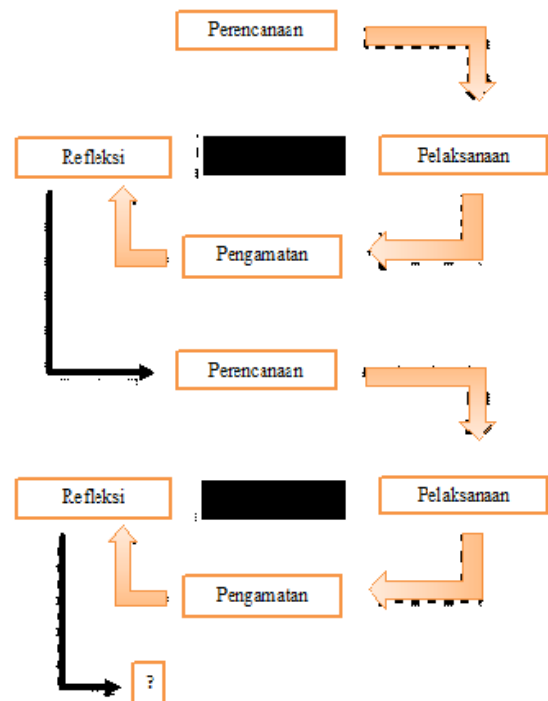 Perencanaan
Refleksi
Pelaksanaan
Pengamatan
Perencanaan
Refleksi
Pelaksanaan
Pengamatan
?